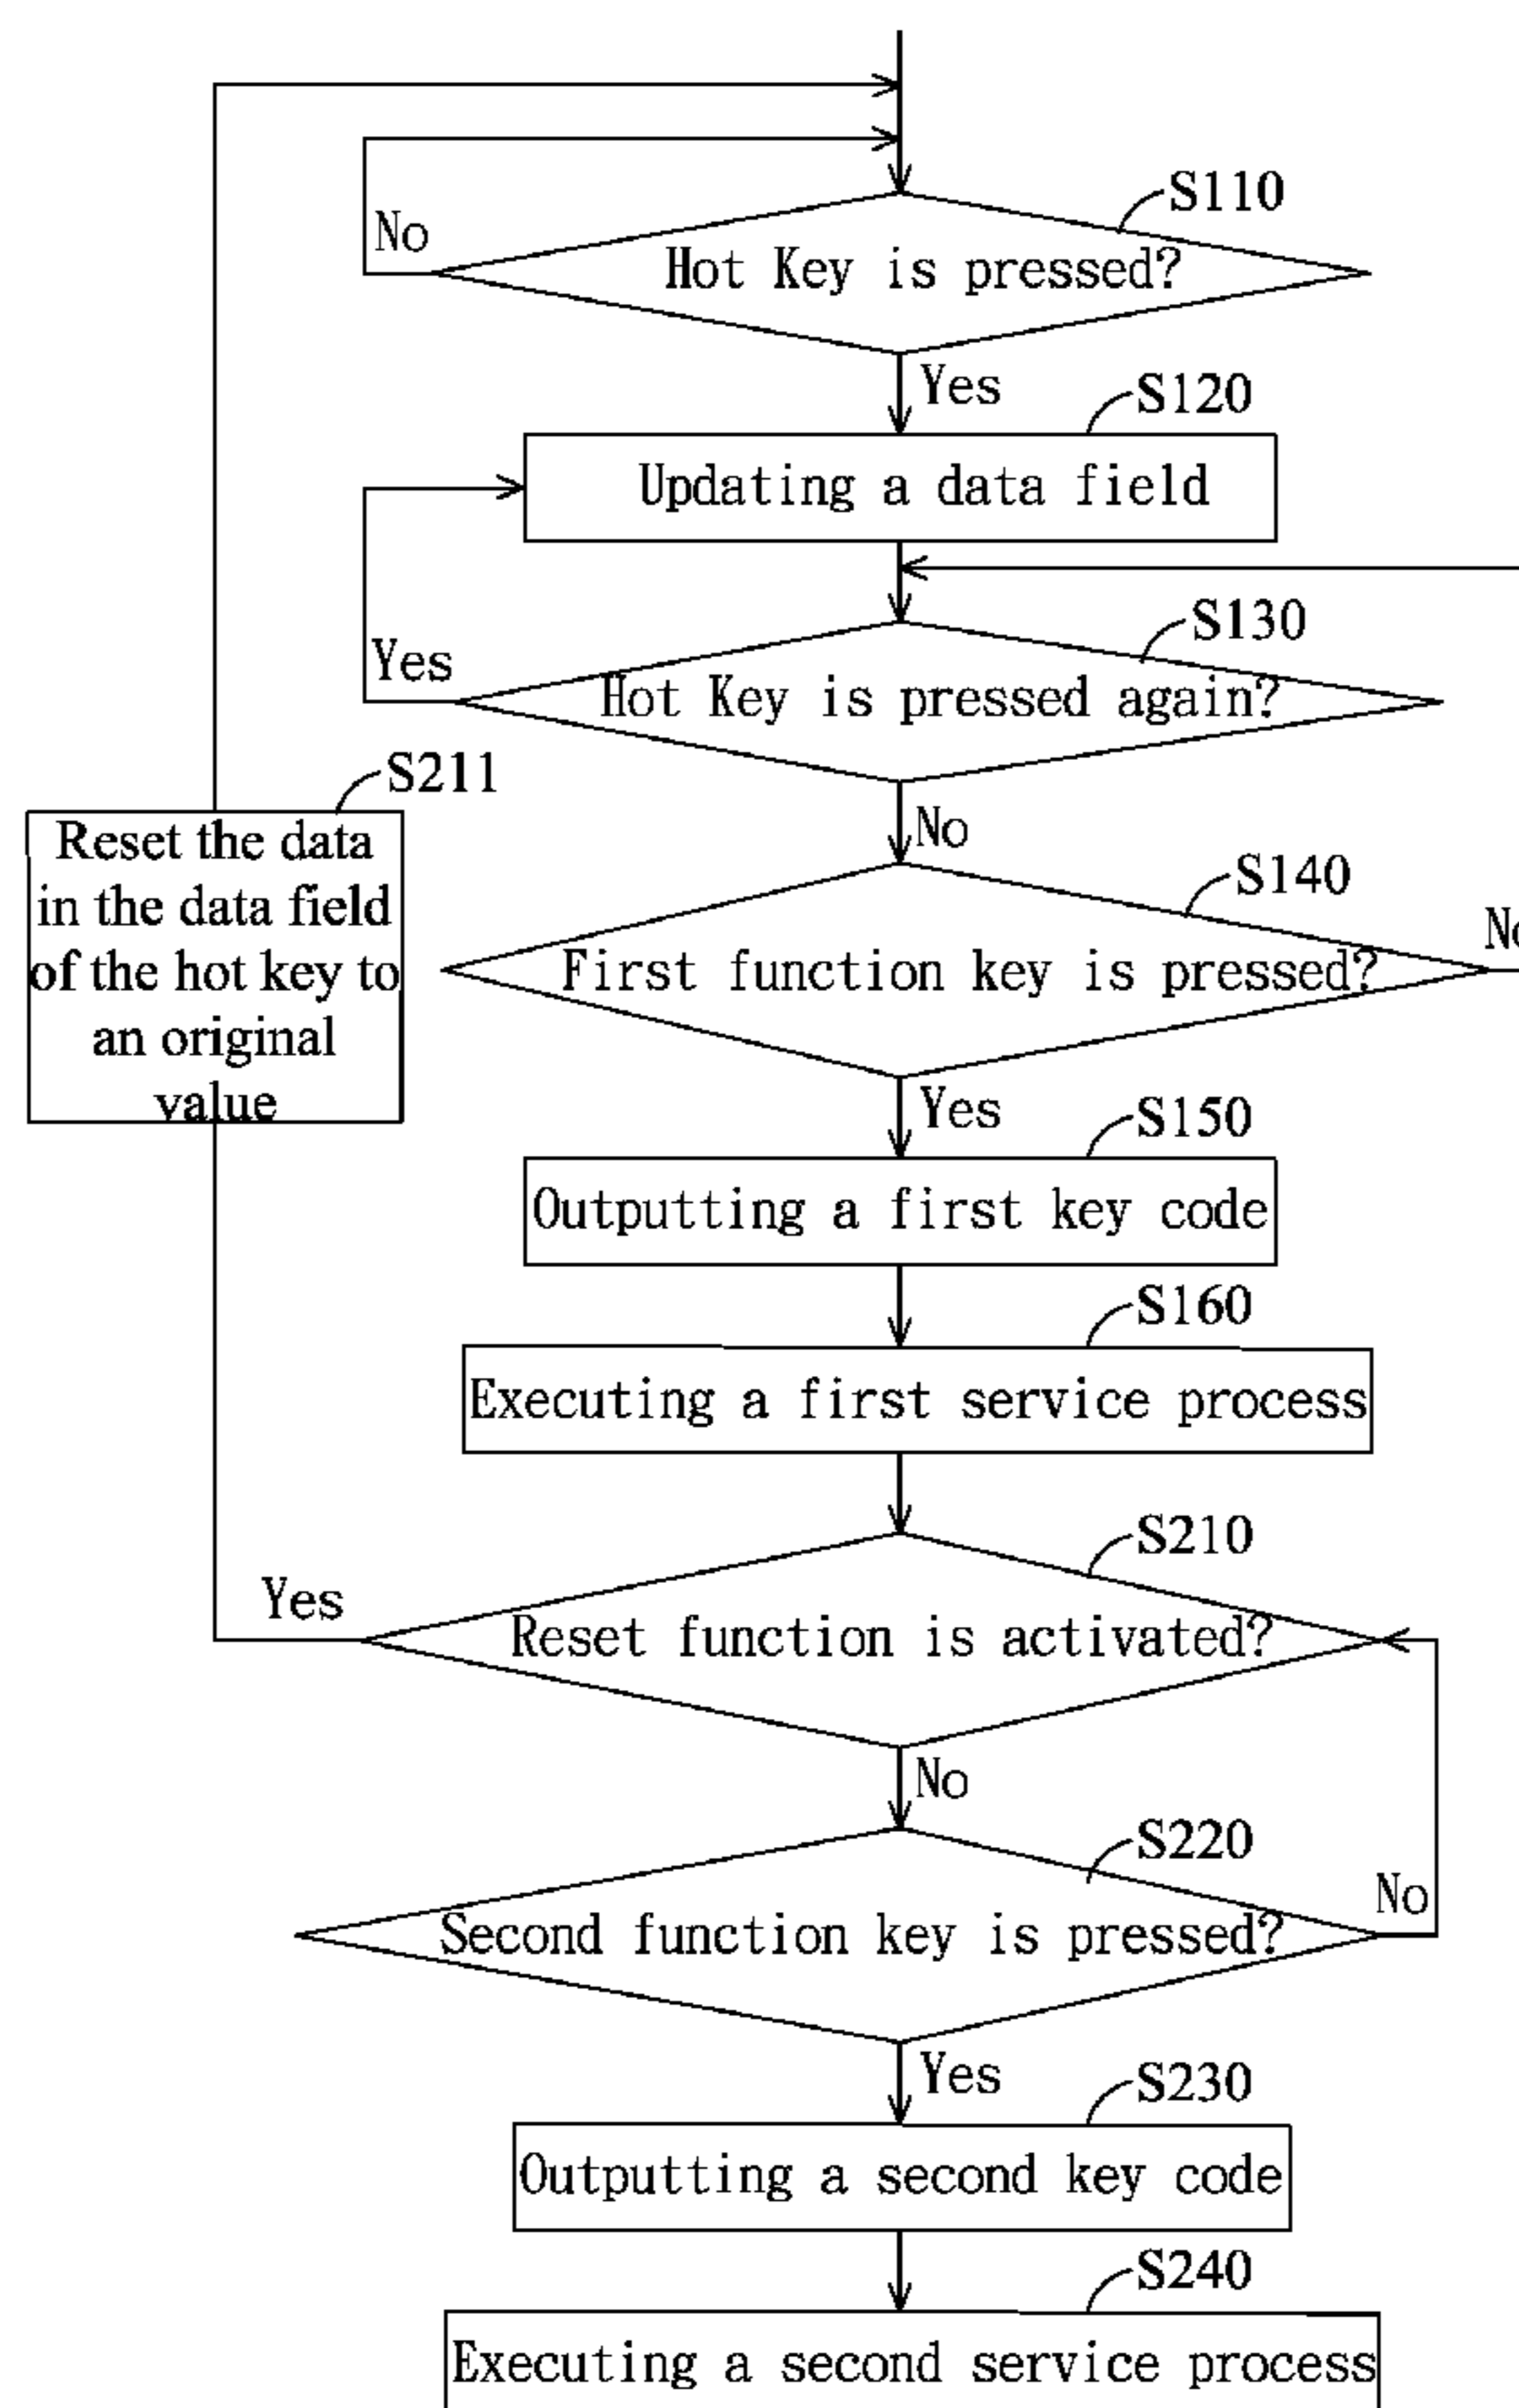 S110
No
Hot Key is pressed?
Yes
S120
Updating a data field
S130
Yes
Hot Key is pressed again?
S211
Reset the data
in the data field
of the hot key to
an original
value
No
S140
No
First function key is pressed?
Yes
S150
Outputting a first key code
S160
Executing a first service process
S210
Yes
Reset function is activated?
No
S220
No
Second function key is pressed?
Yes
S230
Outputting a second key code
S240
Executing a second service process